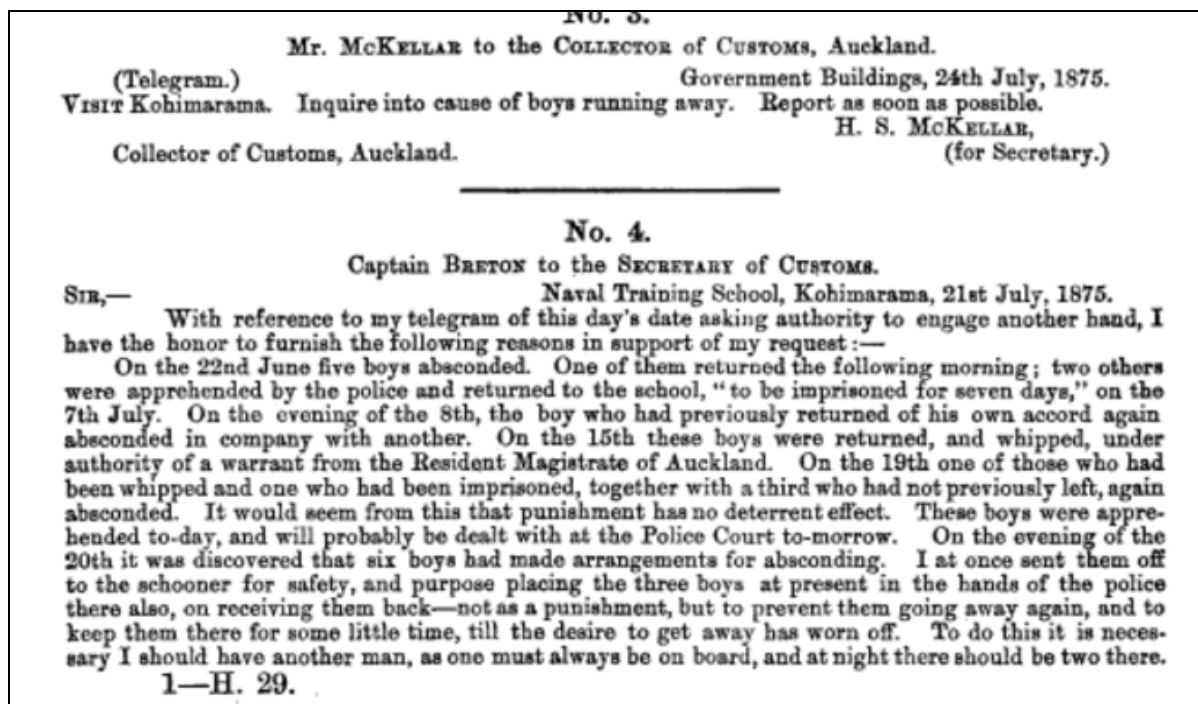 No. 3.
Mr. McKELLAR to the COLLECTOR of CUSTOMS, Auckland.
(Telegram.) Government Buildings, 24th July, 1875.
VISIT Kohimarama. Inquire into cause of boys running away. Report as soon as possible.
H. S. McKELLAR,
Collector of Customs, Auckland. (for Secretary.)
No. 4.
Captain BRETON to the SECRETARY of CUSTOMS.
SIR,— Naval Training School, Kohimarama, 21st July, 1875.
With reference to my telegram of this day's date asking authority to engage another hand, I
have the honor to furnish the following reasons in support of my request:—
On the 22nd June five boys absconded. One of them returned the following morning; two others
were apprehended by the police and returned to the school, "to be imprisoned for seven days," on the
7th July. On the evening of the 8th, the boy who had previously returned of his own accord again
absconded in company with another. On the 15th these boys were returned, and whipped, under
authority of a warrant from the Resident Magistrate of Auckland. On the 19th one of those who had
been whipped and one who had been imprisoned, together with a third who had not previously left, again
absconded. It would seem from this that punishment has no deterrent effect. These boys were appre-
hended to-day, and will probably be dealt with at the Police Court to-morrow. On the evening of the
20th it was discovered that six boys had made arrangements for absconding. I at once sent them off
to the schooner for safety, and purpose placing the three boys at present in the hands of the police
there also, on receiving them back—not as a punishment, but to prevent them going away again, and to
keep them there for some little time, till the desire to get away has worn off. To do this it is neces-
sary I should have another man, as one must always be on board, and at night there should be two there.
1—H. 29.